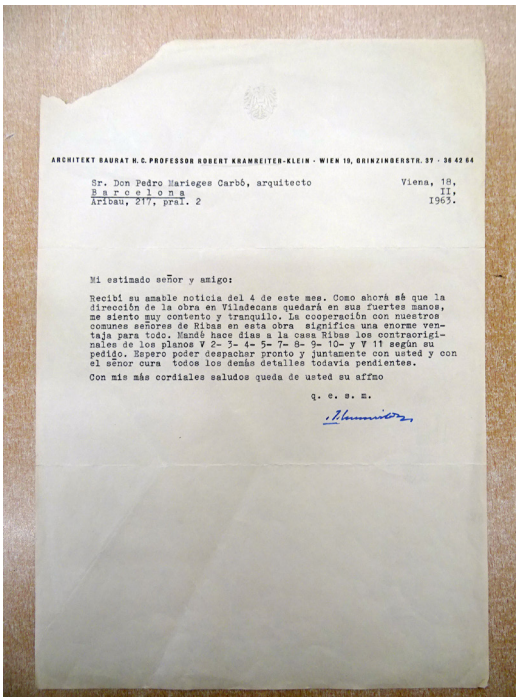 ARCHITEKT BAURAT H.C. PROFESSOR ROBERT KRAMREITER-KLEIN · WIEN 19, GRINZINGERSTR. 37 · 36 42 64
Sr. Don Pedro Marieges Carbó, arquitecto Viena, 18,
Barcelona II,
Aribau, 217, pral. 2 1963.
Mi estimado señor y amigo:
Recibí su amable noticia del 4 de este mes. Como ahorá sé que la
dirección de la obra en Viladecans quedará en sus fuertes manos,
me siento muy contento y tranquilo. La cooperación con nuestros
comunes señores de Ribas en esta obra significa una enorme ven-
taja para todo. Mandé hace dias a la casa Ribas los contraorigi-
nales de los planos V 2- 3- 4- 5- 7- 8- 9- 10- y V 11 según su
pedido. Espero poder despachar pronto y juntamente con usted y con
el señor cura todos los demás detalles todavia pendientes.
Con mis más cordiales saludos queda de usted su affmo
q. e. s. m.